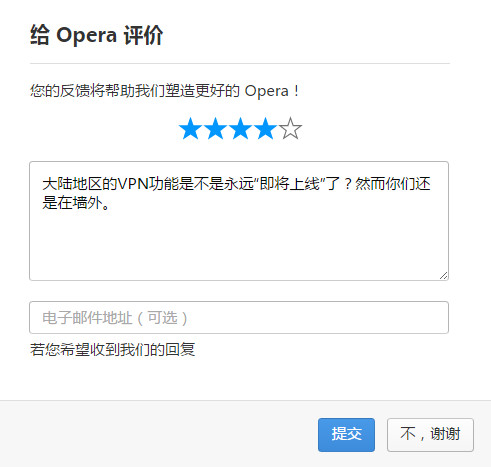 给 Opera 评价
您的反馈将帮助我们塑造更好的 Opera！
大陆地区的VPN功能是不是永远“即将上线”了？然而你们还
是在墙外。
电子邮件地址（可选）
若您希望收到我们的回复
提交
不，谢谢